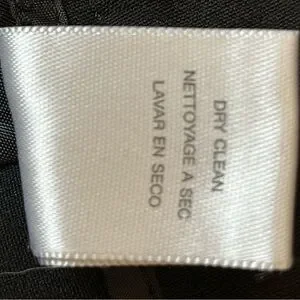 DRY CLEAN
NETTOYAGE A SEC
LAVAR EN SECO